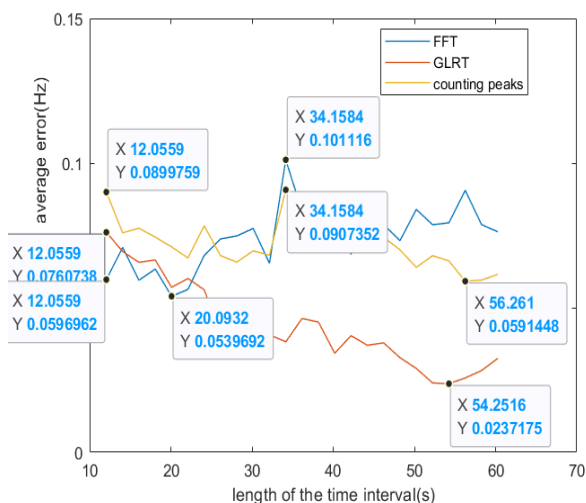 0.15
FFT
GLRT
counting peaks
X 34.1584
Y 0.101116
0.1
X 12.0559
Y 0.0899759
X 34.1584
Y 0.0907352
average error(Hz)
X 12.0559
Y 0.0760738
X 12.0559
Y 0.0596962
X 20.0932
Y 0.0539692
X 56.261
Y 0.0591448
X 54.2516
Y 0.0237175
0
10 20 30 40 50 60 70
length of the time interval(s)